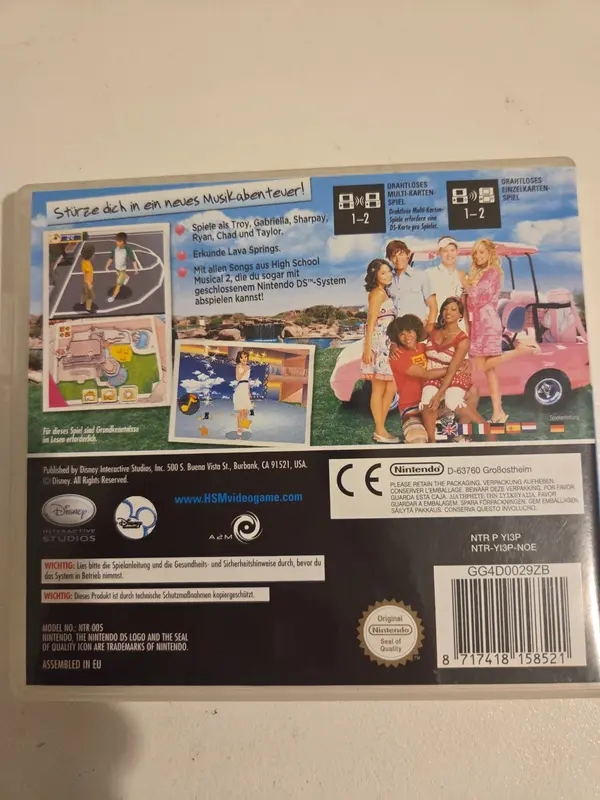 Stürze dich in ein neues Musikabenteuer!
Spiele als Troy, Gabriella, Sharpay,
Ryan, Chad und Taylor.
Erkunde Lava Springs.
Mit allen Songs aus High School
Musical 2, die du sogar mit
geschlossenem Nintendo DS™-System
abspielen kannst!
1-2
DRAHTLOSES
MULTI-KARTEN-
SPIEL
Drahtlose Multi-Karten-
Spiele erfordern eine
DS-Karte pro Spieler.
1-2
DRAHTLOSES
EINZELKARTEN-
SPIEL
Für dieses Spiel sind Grundkenntnisse
im Lesen erforderlich.
Spielanleitung
Published by Disney Interactive Studios, Inc. 500 S. Buena Vista St., Burbank, CA 91521, USA.
© Disney. All Rights Reserved.
Disney
INTERACTIVE
STUDIOS
Disney
www.HSMvideogame.com
A2M
CE
Nintendo
D-63760 Großostheim
PLEASE RETAIN THE PACKAGING, VERPACKUNG AUFHEBEN.
CONSERVER L'EMBALLAGE. BEWAAR DEZE VERPAKKING. POR FAVOR
GUARDA ESTA CAJA. ΔΙΑΤΗΡΗΣΤΕ ΤΗΝ ΣΥΣΚΕΥΑΣΙΑ. FAVOR
GUARDAR A EMBALAGEM. SPARA FÖRPACKNINGEN. GEM EMBALLAGEN.
SÄILYTÄ PAKKAUS. CONSERVA QUESTO INVOLUCRO.
NTR P YI3P
NTR-YI3P-NOE
GG4D0029ZB
8 717418 158521
WICHTIG: Lies bitte die Spielanleitung und die Gesundheits- und Sicherheitshinweise durch, bevor du
das System in Betrieb nimmst.
WICHTIG: Dieses Produkt ist durch technische Schutzmaßnahmen kopiergeschützt.
MODEL NO.: NTR-005
NINTENDO, THE NINTENDO DS LOGO AND THE SEAL
OF QUALITY ICON ARE TRADEMARKS OF NINTENDO.
ASSEMBLED IN EU
Original
Nintendo
Seal of
Quality